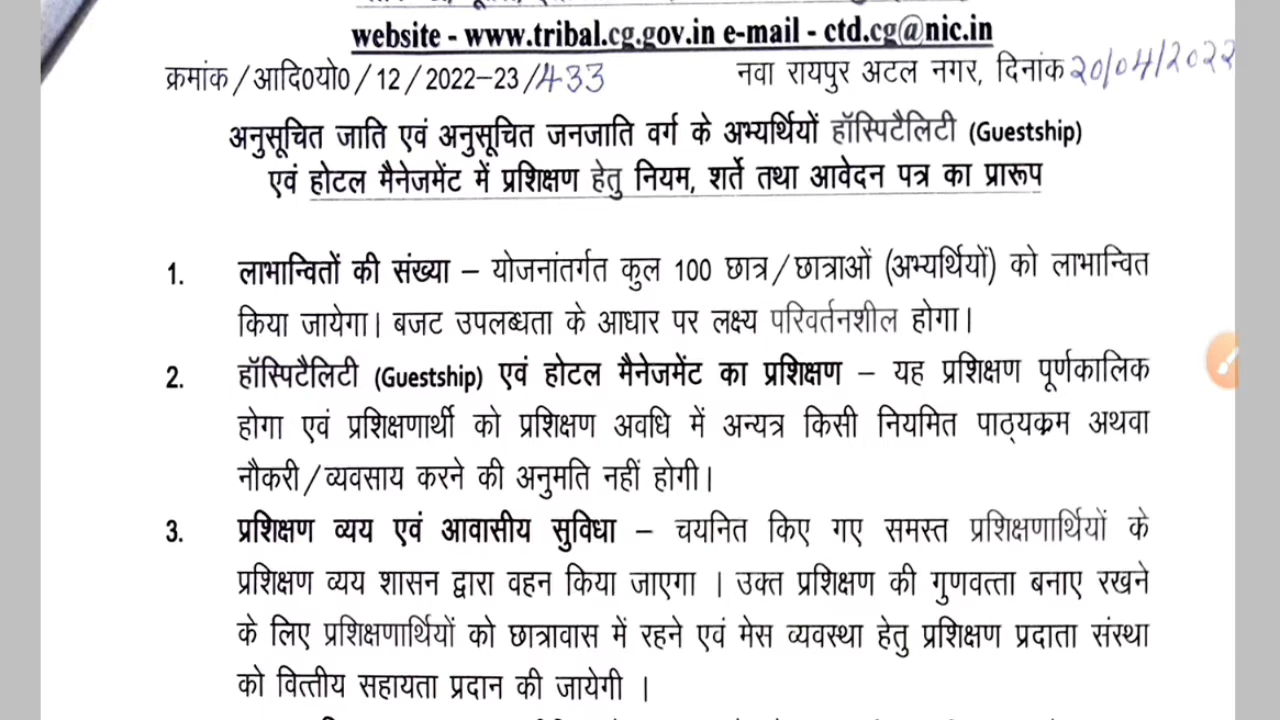 website - www.tribal.cg.gov.in e-mail - ctd.cg@nic.in
क्रमांक/आदि0यो0/12/2022-23/433 नवा रायपुर अटल नगर, दिनांक 20/04/2022
अनुसूचित जाति एवं अनुसूचित जनजाति वर्ग के अभ्यर्थियों हॉस्पिटैलिटी (Guestship)
एवं होटल मैनेजमेंट में प्रशिक्षण हेतु नियम, शर्ते तथा आवेदन पत्र का प्रारूप
1. लाभान्वितों की संख्या – योजनांतर्गत कुल 100 छात्र/छात्राओं (अभ्यर्थियों) को लाभान्वित
किया जायेगा। बजट उपलब्धता के आधार पर लक्ष्य परिवर्तनशील होगा।
2. हॉस्पिटैलिटी (Guestship) एवं होटल मैनेजमेंट का प्रशिक्षण – यह प्रशिक्षण पूर्णकालिक
होगा एवं प्रशिक्षणार्थी को प्रशिक्षण अवधि में अन्यत्र किसी नियमित पाठ्यक्रम अथवा
नौकरी/व्यवसाय करने की अनुमति नहीं होगी।
3. प्रशिक्षण व्यय एवं आवासीय सुविधा – चयनित किए गए समस्त प्रशिक्षणार्थियों के
प्रशिक्षण व्यय शासन द्वारा वहन किया जाएगा । उक्त प्रशिक्षण की गुणवत्ता बनाए रखने
के लिए प्रशिक्षणार्थियों को छात्रावास में रहने एवं मेस व्यवस्था हेतु प्रशिक्षण प्रदाता संस्था
को वित्तीय सहायता प्रदान की जायेगी ।